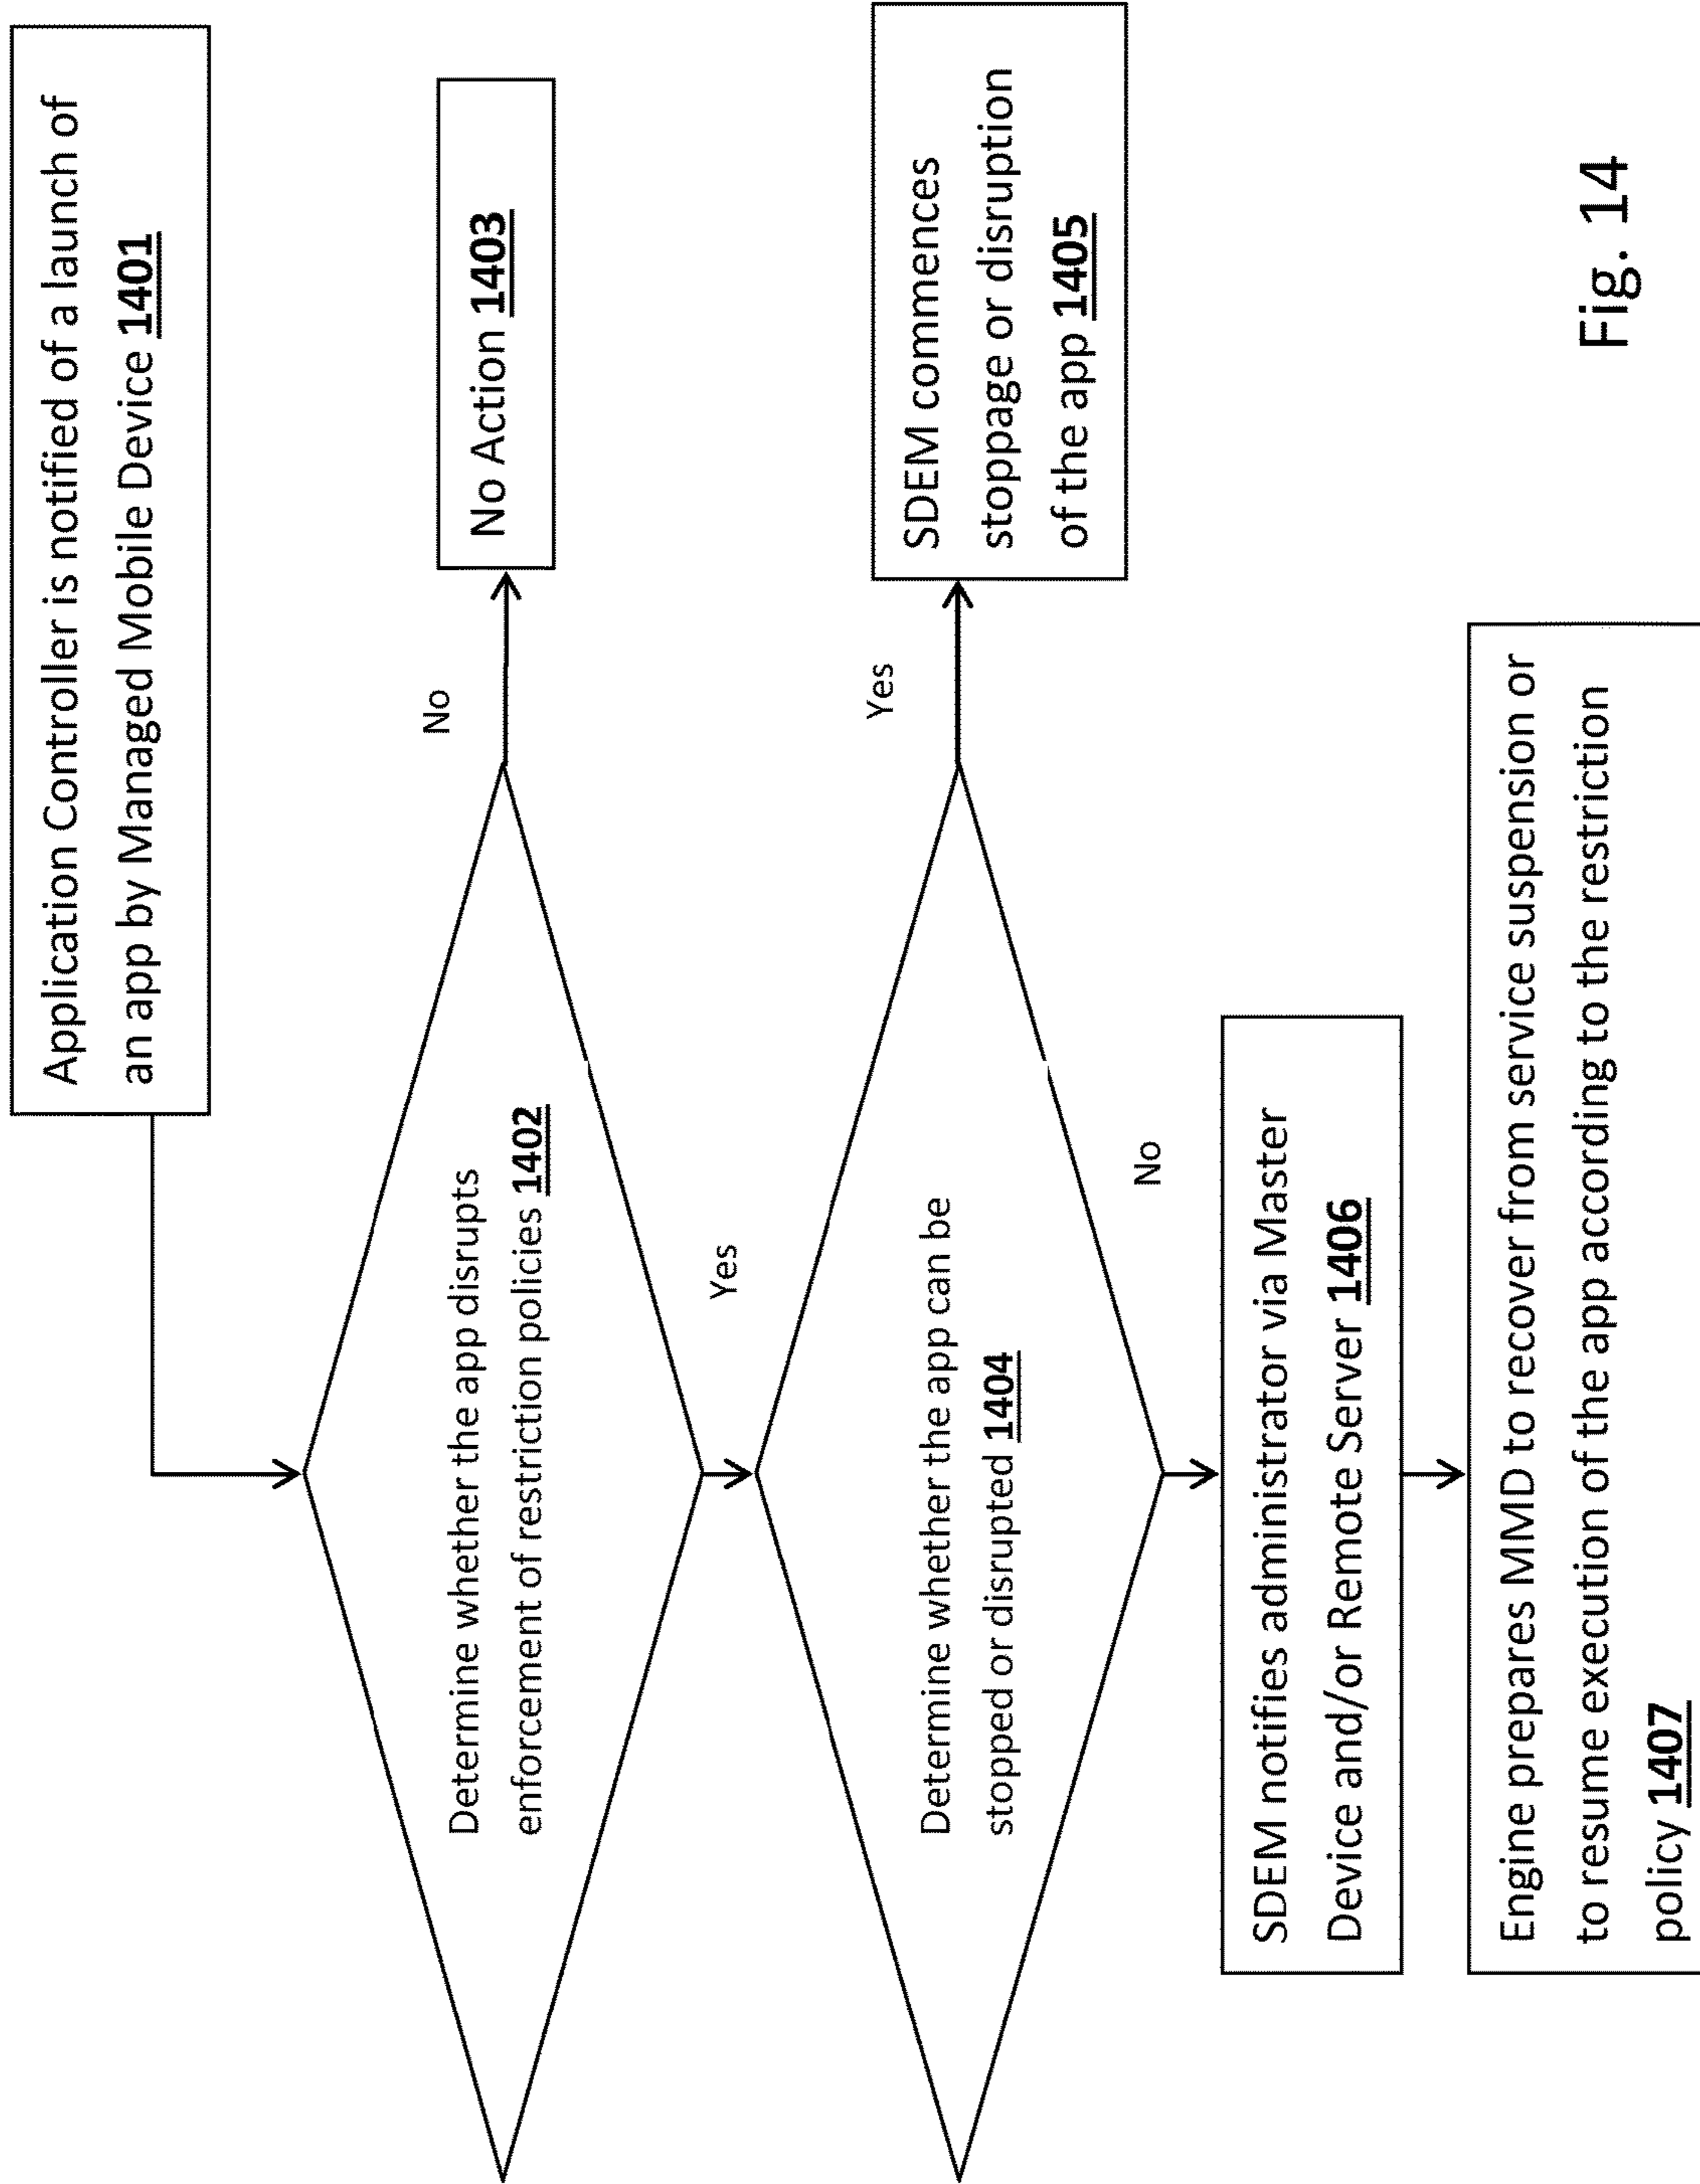 Application Controller is notified of a launch of
an app by Managed Mobile Device 1401
Determine whether the app disrupts
enforcement of restriction policies 1402
No
No Action 1403
Yes
Determine whether the app can be
stopped or disrupted 1404
Yes
SDEM commences
stoppage or disruption
of the app 1405
No
SDEM notifies administrator via Master
Device and/or Remote Server 1406
Engine prepares MMD to recover from service suspension or
to resume execution of the app according to the restriction
policy 1407
Fig. 14